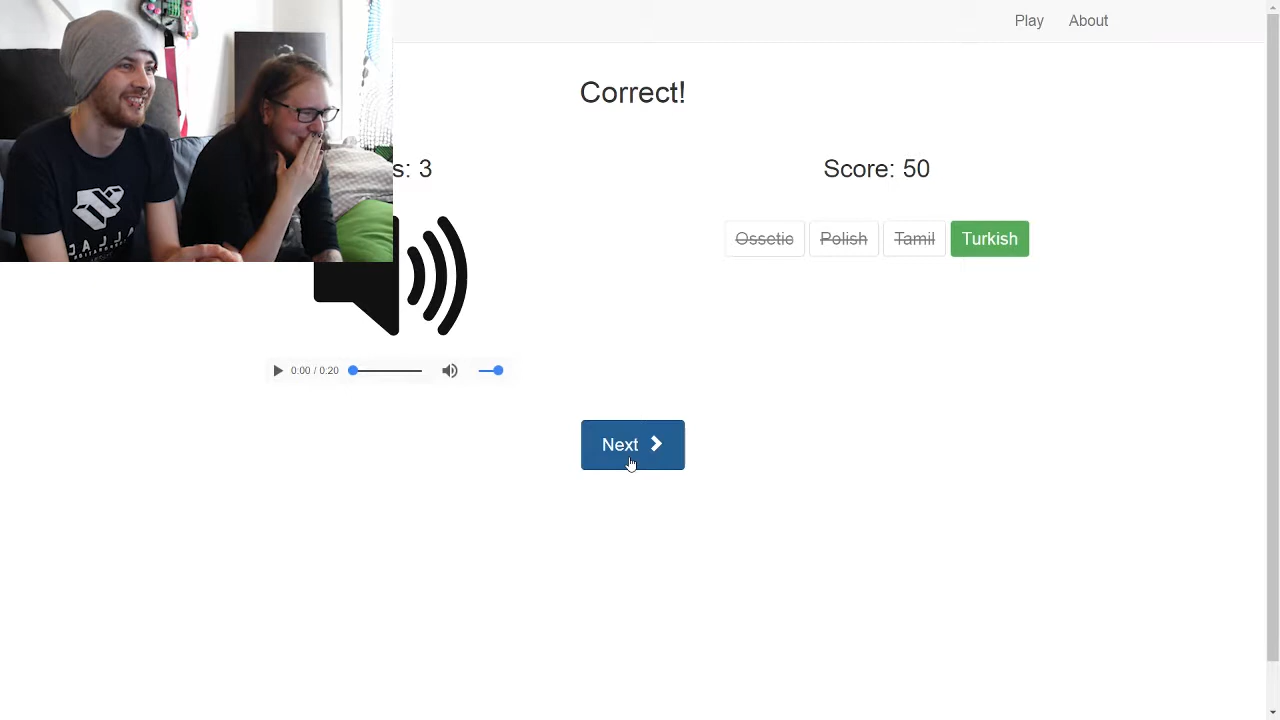 Play About
Correct!
s: 3
Score: 50
Ossetic Polish Tamil Turkish
0:00 / 0:20
Next